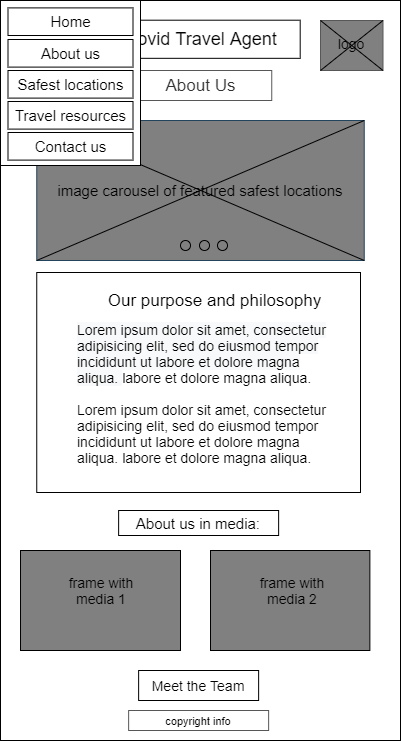 Home
About us
Safest locations
Travel resources
Contact us
Travel Agent
logo
About Us
image carousel of featured safest locations
Our purpose and philosophy
Lorem ipsum dolor sit amet, consectetur
adipisicing elit, sed do eiusmod tempor
incididunt ut labore et dolore magna
aliqua. labore et dolore magna aliqua.
Lorem ipsum dolor sit amet, consectetur
adipisicing elit, sed do eiusmod tempor
incididunt ut labore et dolore magna
aliqua. labore et dolore magna aliqua.
About us in media:
frame with
media 1
frame with
media 2
Meet the Team
copyright info